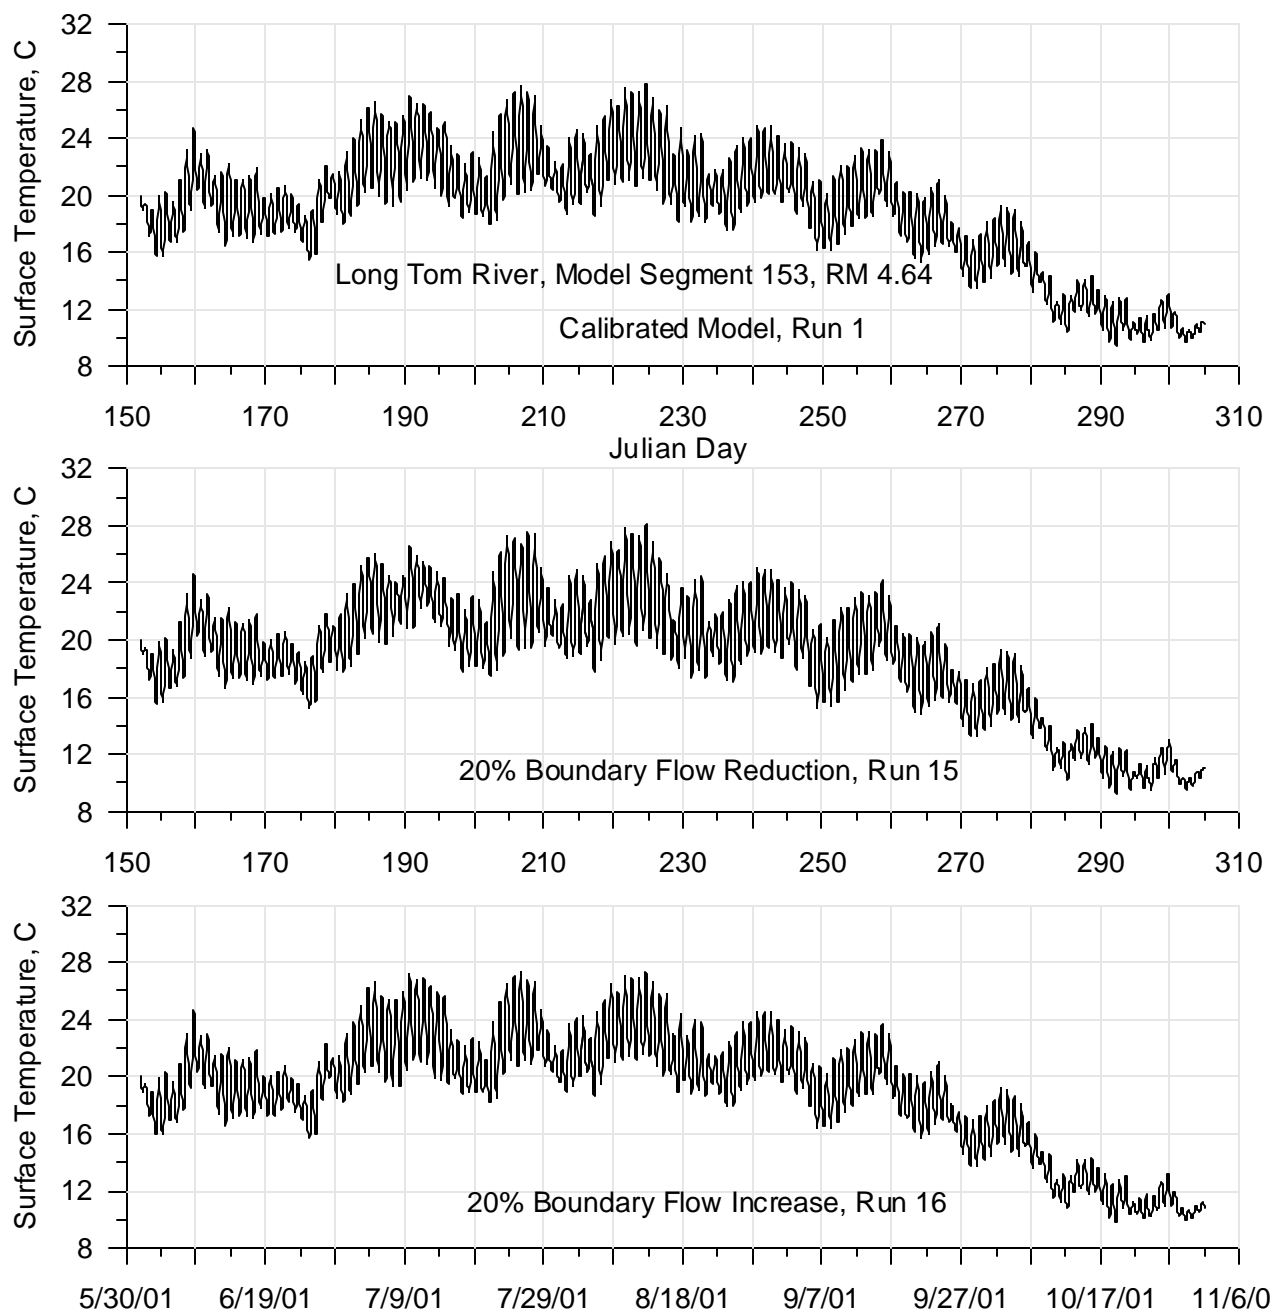 Surface Temperature, C
32
28
24
20
16
12
8
Long Tom River, Model Segment 153, RM 4.64
Calibrated Model, Run 1
150 170 190 210 230 250 270 290 310
Julian Day
Surface Temperature, C
32
28
24
20
16
12
8
20% Boundary Flow Reduction, Run 15
150 170 190 210 230 250 270 290 310
Surface Temperature, C
32
28
24
20
16
12
8
20% Boundary Flow Increase, Run 16
5/30/01 6/19/01 7/9/01 7/29/01 8/18/01 9/7/01 9/27/01 10/17/01 11/6/0